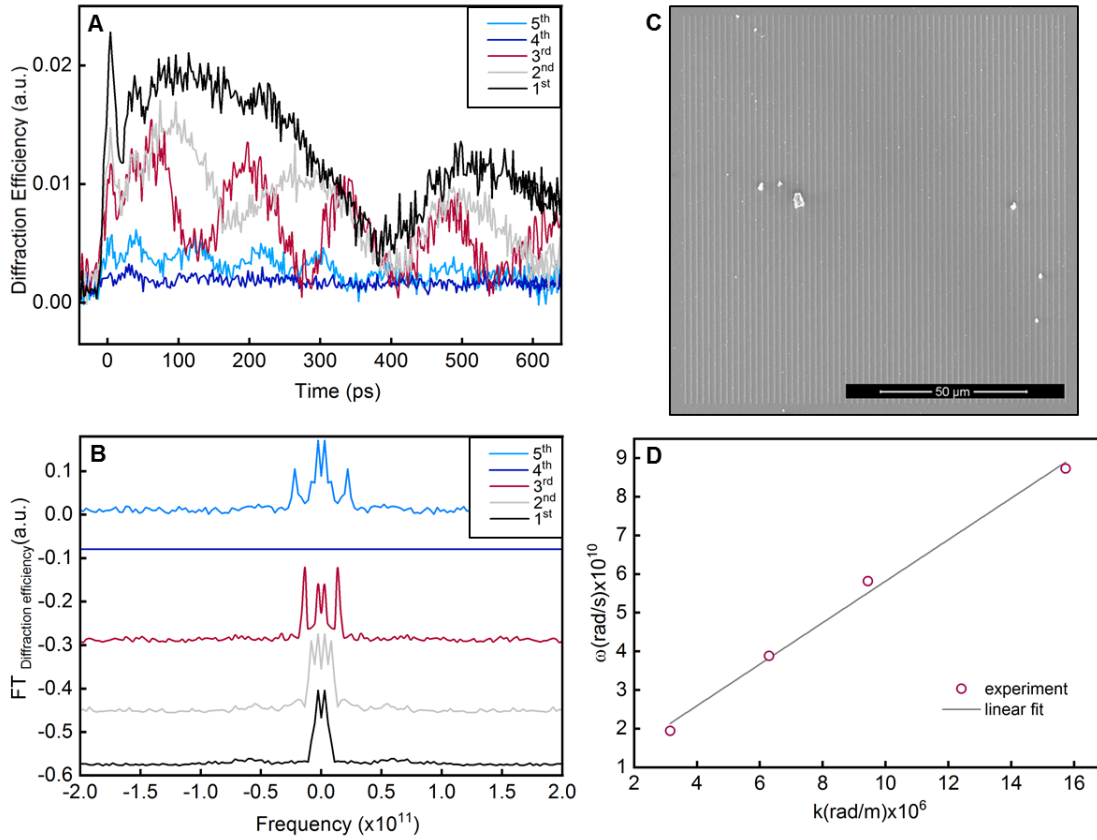 A
5th
4th
3rd
2nd
1st
Diffraction Efficiency (a.u.)
0.02
0.01
0.00
0 100 200 300 400 500 600
Time (ps)
C
50 µm
B
5th
4th
3rd
2nd
1st
FT Diffraction efficiency(a.u.)
0.1
0.0
-0.1
-0.2
-0.3
-0.4
-0.5
-0.6
-2.0 -1.5 -1.0 -0.5 0.0 0.5 1.0 1.5 2.0
Frequency (x10^11)
D
ω(rad/s)x10^10
9
8
7
6
5
4
3
2
1
experiment
linear fit
2 4 6 8 10 12 14 16
k(rad/m)x10^6